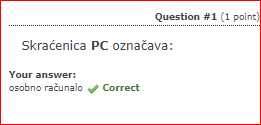 Question #1 (1 point)
Skraćenica PC označava:
Your answer:
osobno računalo Correct